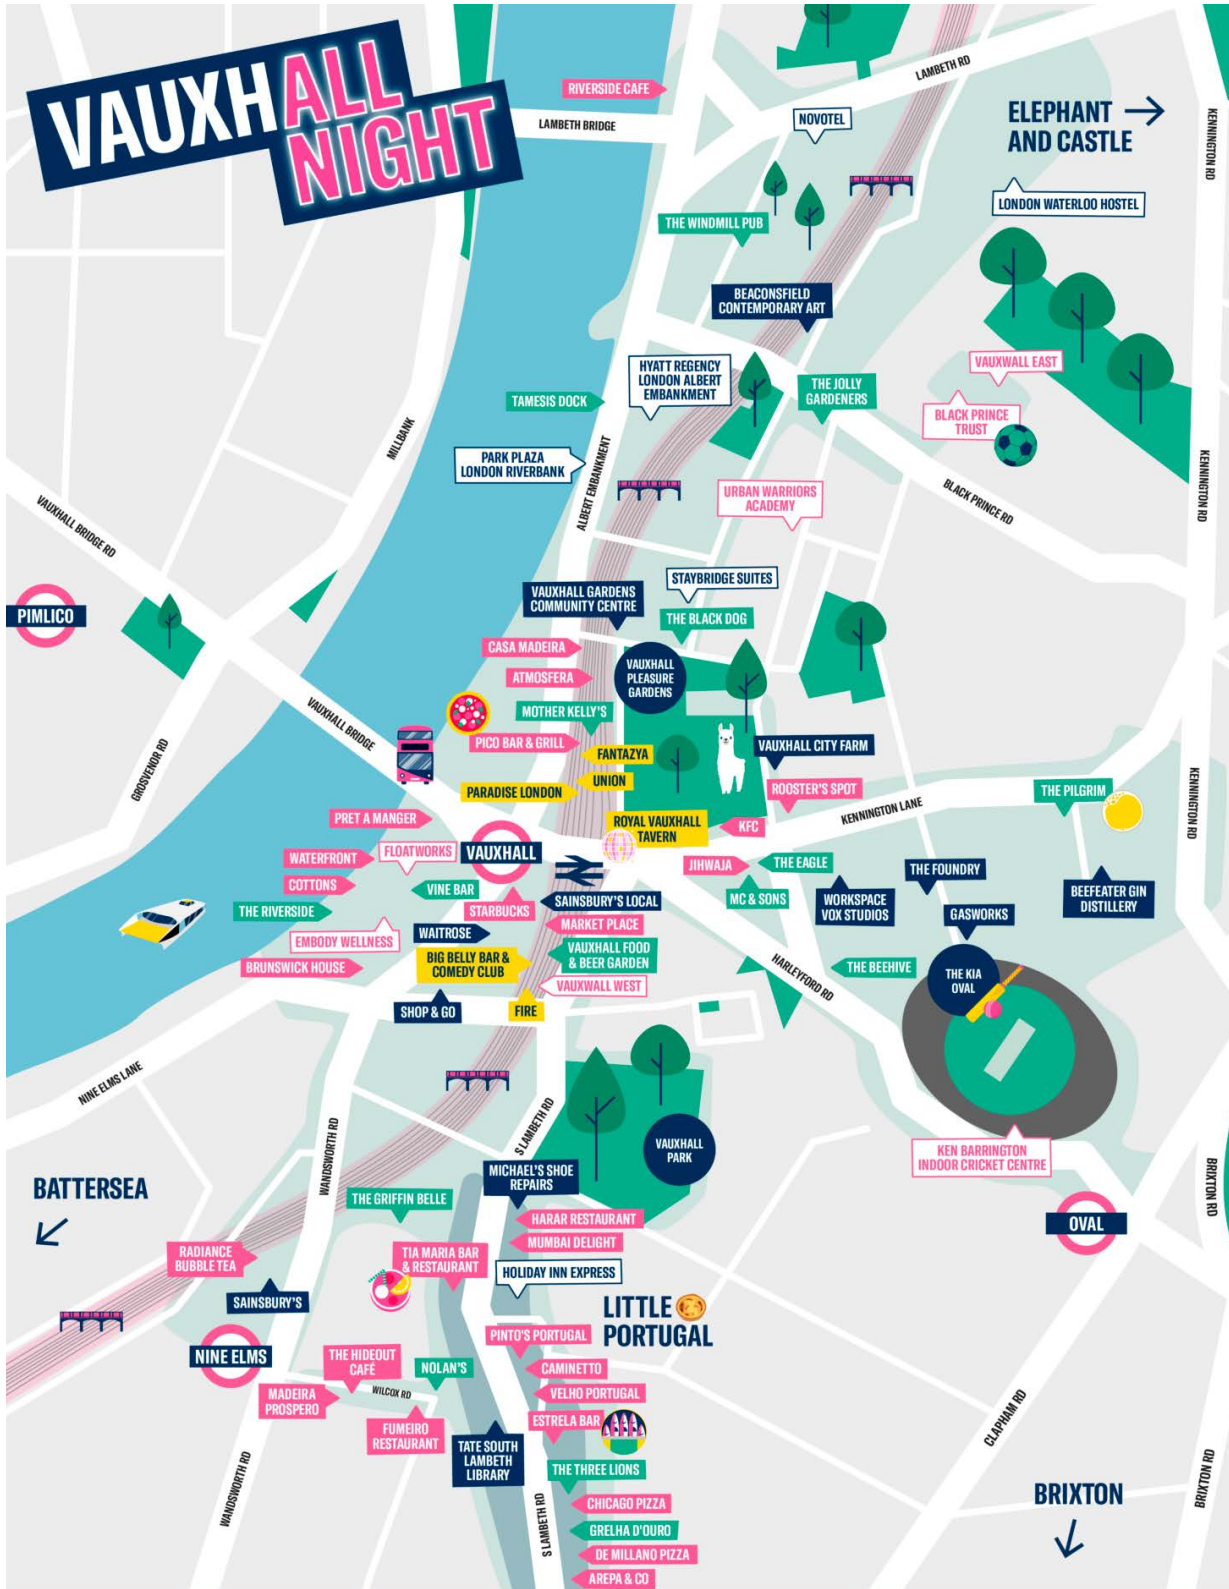 VAUXHALL
NIGHT
RIVERSIDE CAFE
LAMBETH BRIDGE
LAMBETH RD
NOVOTEL
ELEPHANT
AND CASTLE
KENNINGTON RD
LONDON WATERLOO HOSTEL
THE WINDMILL PUB
BEACONSFIELD
CONTEMPORARY ART
HYATT REGENCY
LONDON ALBERT
EMBANKMENT
THE JOLLY
GARDENERS
VAUXWALL EAST
BLACK PRINCE
TRUST
TAMESIS DOCK
MILLBANK
PARK PLAZA
LONDON RIVERBANK
ALBERT EMBANKMENT
URBAN WARRIORS
ACADEMY
BLACK PRINCE RD
KENNINGTON RD
VAUXHALL BRIDGE RD
PIMLICO
VAUXHALL GARDENS
COMMUNITY CENTRE
STAYBRIDGE SUITES
THE BLACK DOG
CASA MADEIRA
ATMOSFERA
VAUXHALL
PLEASURE
GARDENS
MOTHER KELLY'S
VAUXHALL BRIDGE
PICO BAR & GRILL
FANTAZYA
VAUXHALL CITY FARM
GROSVENOR RD
UNION
PARADISE LONDON
ROOSTER'S SPOT
THE PILGRIM
KENNINGTON LANE
KENNINGTON RD
PRET A MANGER
ROYAL VAUXHALL
TAVERN
KFC
WATERFRONT
FLOATWORKS
VAUXHALL
JIHWAJA
THE EAGLE
THE FOUNDRY
COTTONS
VINE BAR
STARBUCKS
SAINSBURY'S LOCAL
MC & SONS
WORKSPACE
VOX STUDIOS
BEEFEATER GIN
DISTILLERY
THE RIVERSIDE
GASWORKS
MARKET PLACE
WAITROSE
EMBODY WELLNESS
BIG BELLY BAR &
COMEDY CLUB
VAUXHALL FOOD
& BEER GARDEN
BRUNSWICK HOUSE
THE BEEHIVE
HARLEYFORD RD
THE KIA
OVAL
VAUXWALL WEST
SHOP & GO
FIRE
NINE ELMS LANE
WANDSWORTH RD
S LAMBETH RD
VAUXHALL
PARK
KEN BARRINGTON
INDOOR CRICKET CENTRE
BRIXTON RD
BATTERSEA
MICHAEL'S SHOE
REPAIRS
THE GRIFFIN BELLE
HARAR RESTAURANT
OVAL
MUMBAI DELIGHT
RADIANCE
BUBBLE TEA
TIA MARIA BAR
& RESTAURANT
HOLIDAY INN EXPRESS
SAINSBURY'S
LITTLE
PORTUGAL
PINTO'S PORTUGAL
NINE ELMS
THE HIDEOUT
CAFÉ
NOLAN'S
CAMINETTO
MADEIRA
PROSPERO
WILCOX RD
VELHO PORTUGAL
FUMEIRO
RESTAURANT
ESTRELA BAR
CLAPHAM RD
TATE SOUTH
LAMBETH
LIBRARY
THE THREE LIONS
WANDSWORTH RD
S LAMBETH RD
CHICAGO PIZZA
BRIXTON
BRIXTON RD
GRELHA D'OURO
DE MILLANO PIZZA
AREPA & CO